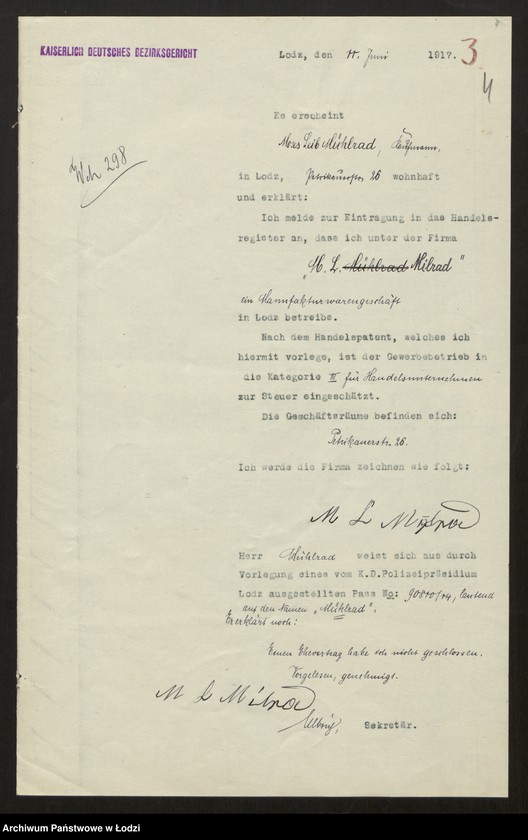 KAISERLICH DEUTSCHES BEZIRKSGERICHT
Lodz, den 11. Juni 1917.
3
4
298
Es erscheint
Leib Mühlrad, Kaufmann,
in Lodz, 26 wohnhaft
und erklärt:
Ich melde zur Eintragung in das Handels-
register an, dass ich unter der Firma
"M. L. Mühlrad Milrad"
ein Manufakturwarengeschäft
in Lodz betreibe.
Nach dem Handelspatent, welches ich
hiermit vorlege, ist der Gewerbebetrieb in
die Kategorie III für Handelsunternehmen
zur Steuer eingeschätzt.
Die Geschäftsräume befinden sich:
Petrikauerstr. 26.
Ich werde die Firma zeichnen wie folgt:
M L
Herr Mühlrad weist sich aus durch
Vorlegung eines vom K.D.Polizeipräsidium
Lodz ausgestellten Pass No: lautend
auf den Namen "Mühlrad".
Er erklärt noch:
Einen Ehevertrag habe ich nicht geschlossen.
Vorgelesen, genehmigt.
M L Milrad
Sekretär.
Archiwum Państwowe w Łodzi